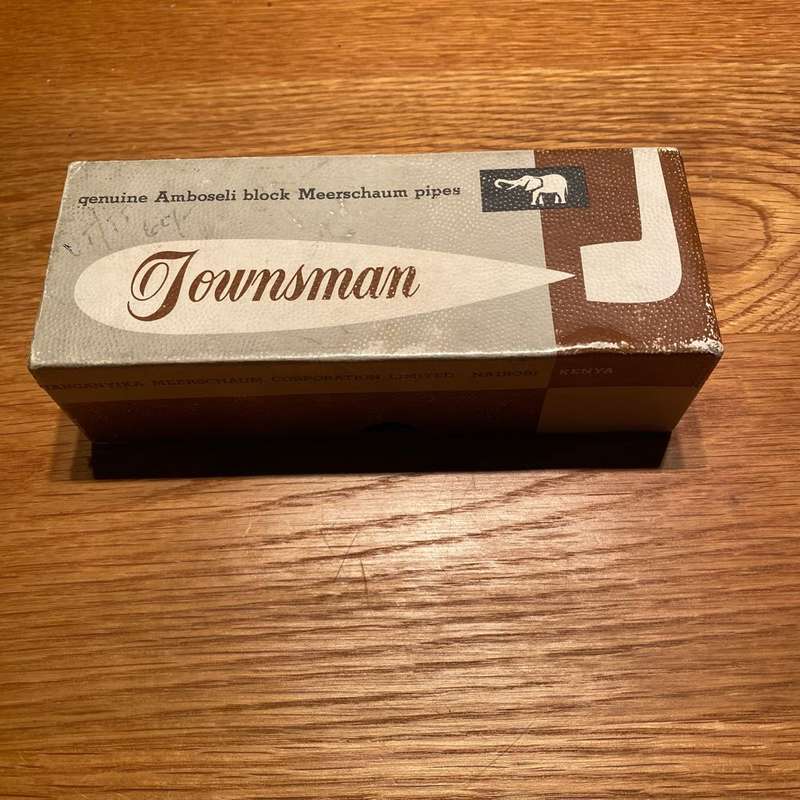 genuine Amboseli block Meerschaum pipes
Townsman
TANGANYIKA MEERSCHAUM CORPORATION LIMITED NAIROBI KENYA